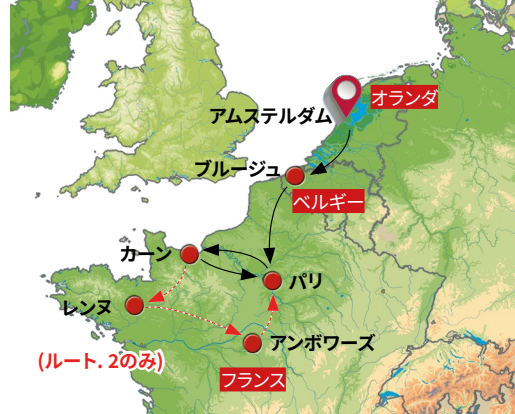 オランダ
アムステルダム
ブルージュ
ベルギー
カーン
パリ
レンヌ
アンボワーズ
(ルート. 2のみ)
フランス